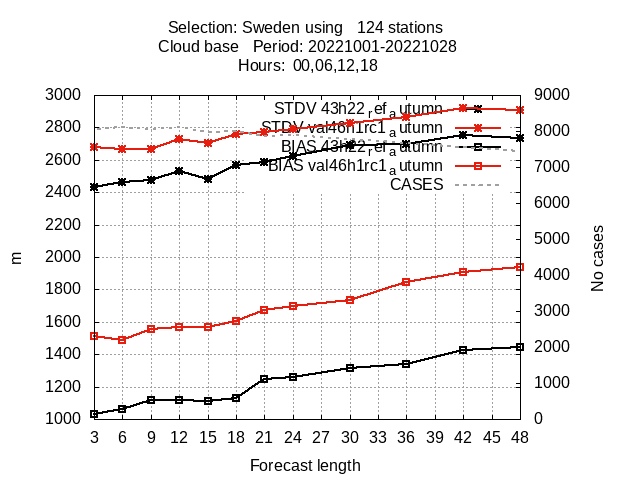 Selection: Sweden using   124 stations
Cloud base   Period: 20221001-20221028
Hours:  00,06,12,18
STDV 43h22_ref_autumn
STDV val46h1rc1_autumn
BIAS 43h22_ref_autumn
BIAS val46h1rc1_autumn
CASES
3000
2800
2600
2400
2200
2000
1800
1600
1400
1200
1000
m
9000
8000
7000
6000
5000
4000
3000
2000
1000
0
No cases
3 6 9 12 15 18 21 24 27 30 33 36 39 42 45 48
Forecast length